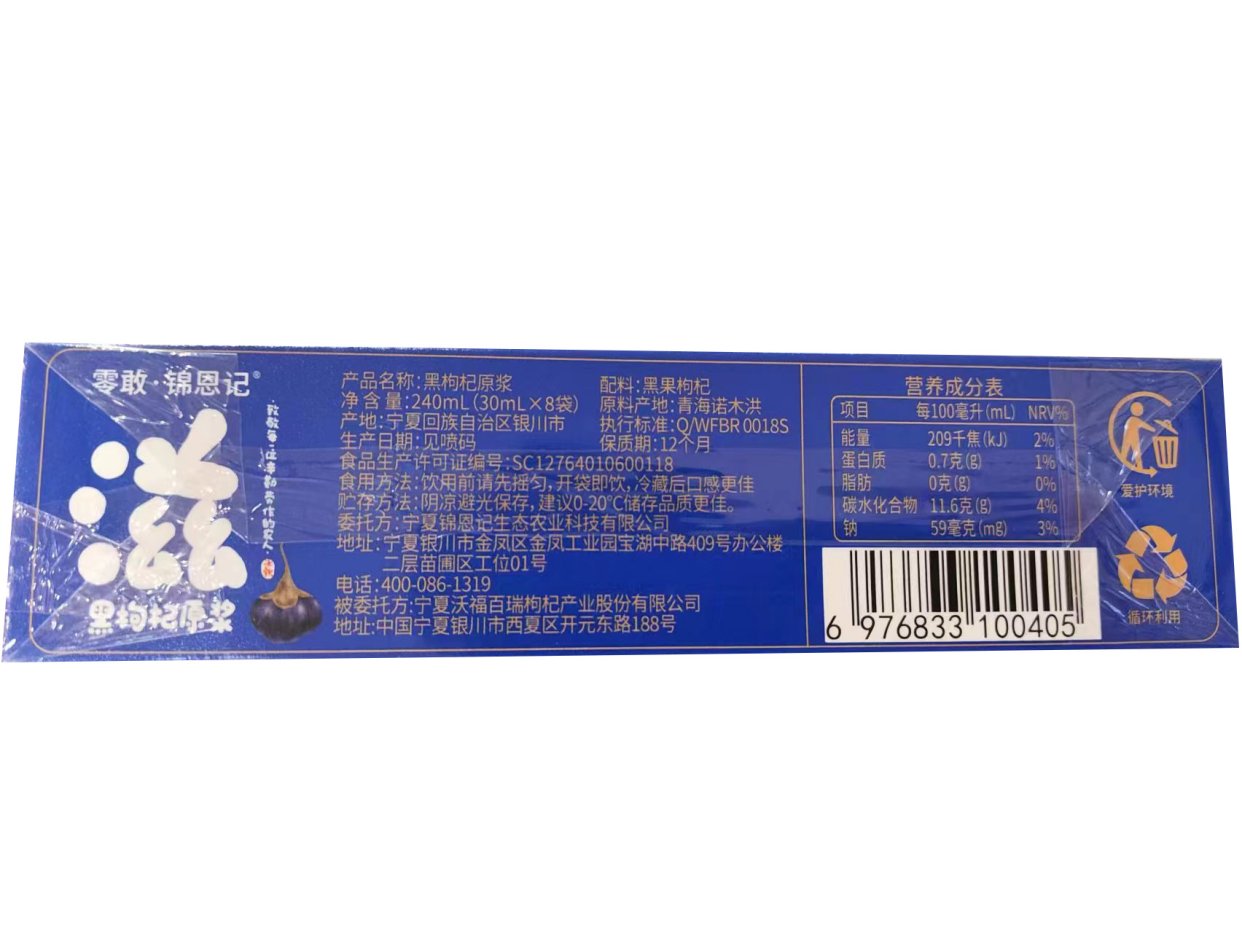 零敢·锦恩记®
致敬每一位辛勤劳作的家人
滋
黑枸杞原浆
产品名称:黑枸杞原浆
净含量:240mL(30mL×8袋)
产地:宁夏回族自治区银川市
生产日期:见喷码
配料:黑果枸杞
原料产地:青海诺木洪
执行标准:Q/WFBR 0018S
保质期:12个月
食品生产许可证编号:SC12764010600118
食用方法:饮用前请先摇匀,开袋即饮,冷藏后口感更佳
贮存方法:阴凉避光保存,建议0-20℃储存品质更佳。
委托方:宁夏锦恩记生态农业科技有限公司
地址:宁夏银川市金凤区金凤工业园宝湖中路409号办公楼
二层苗圃区工位01号
电话:400-086-1319
被委托方:宁夏沃福百瑞枸杞产业股份有限公司
地址:中国宁夏银川市西夏区开元东路188号
营养成分表
项目 每100毫升(mL) NRV%
能量 209千焦(kJ) 2%
蛋白质 0.7克(g) 1%
脂肪 0克(g) 0%
碳水化合物 11.6克(g) 4%
钠 59毫克(mg) 3%
6 976833 100405
爱护环境
循环利用